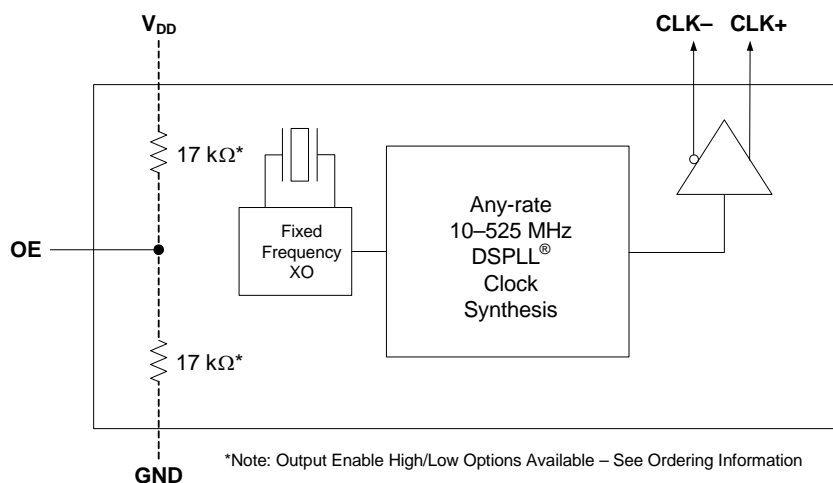 V_DD
CLK–
CLK+
17 kΩ*
Fixed
Frequency
XO
Any-rate
10–525 MHz
DSPLL®
Clock
Synthesis
OE
17 kΩ*
GND
*Note: Output Enable High/Low Options Available – See Ordering Information